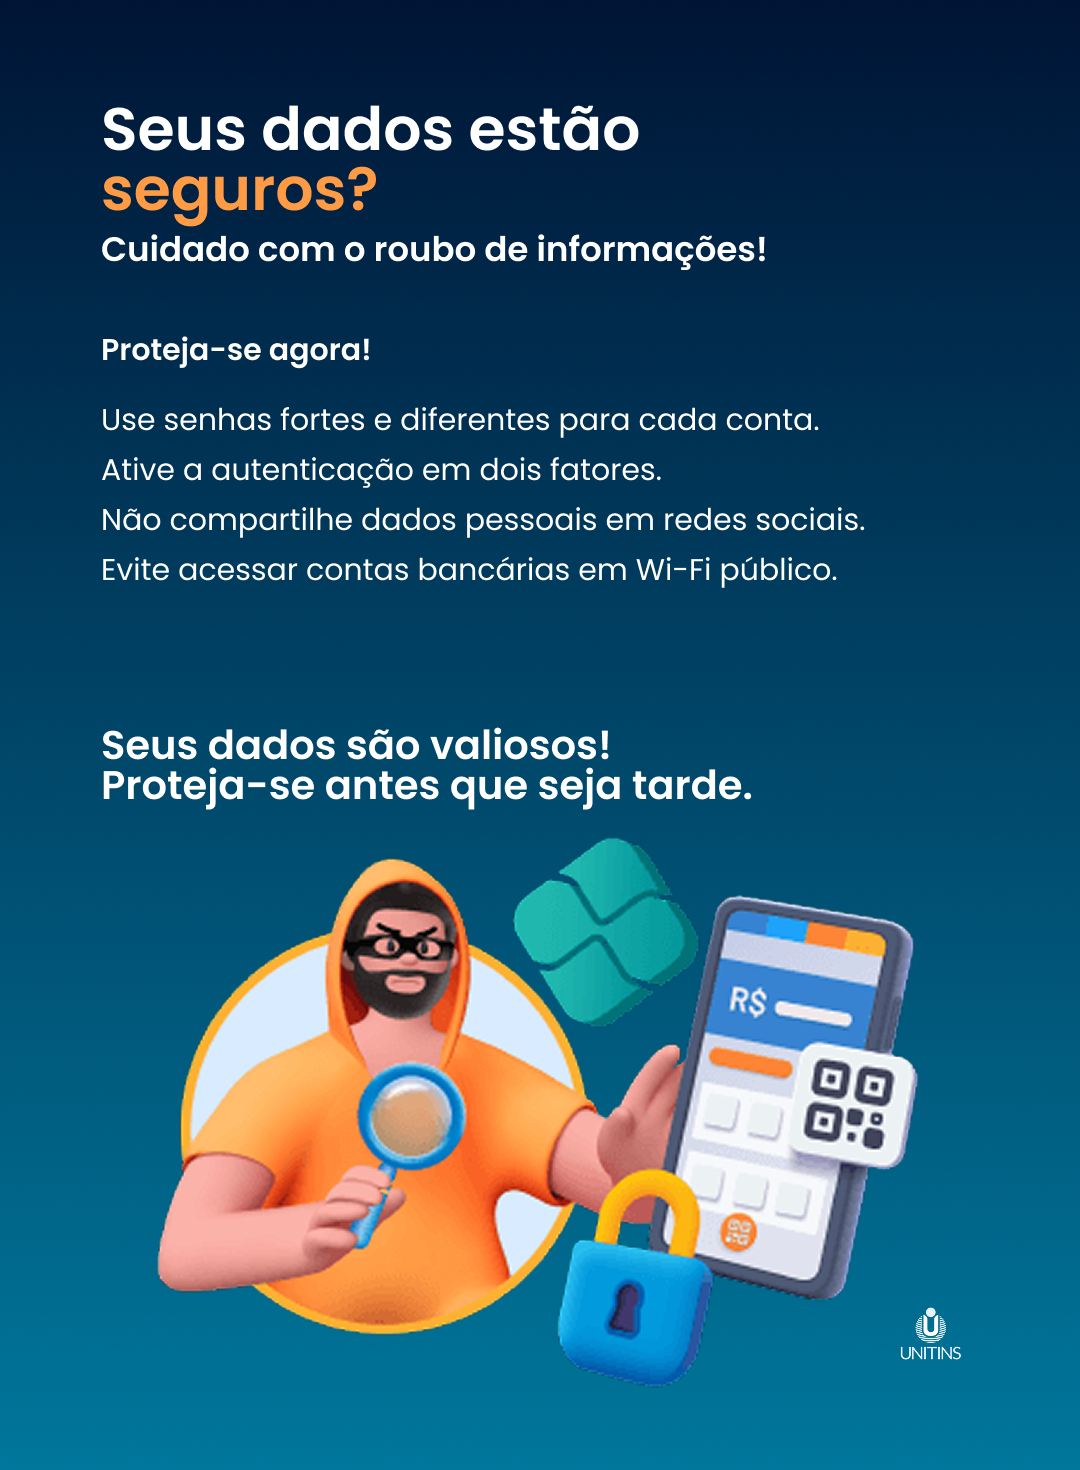 Seus dados estão
seguros?
Cuidado com o roubo de informações!
Proteja-se agora!
Use senhas fortes e diferentes para cada conta.
Ative a autenticação em dois fatores.
Não compartilhe dados pessoais em redes sociais.
Evite acessar contas bancárias em Wi-Fi público.
Seus dados são valiosos!
Proteja-se antes que seja tarde.
R$
UNITINS